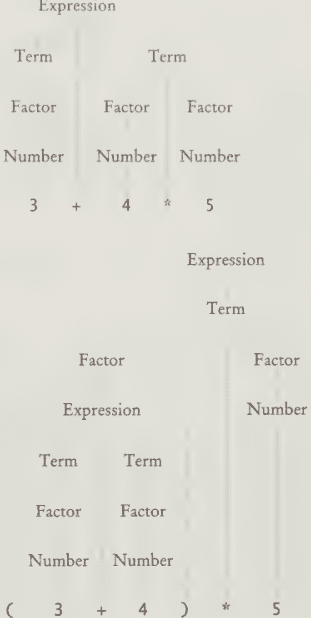 Expression
Term Term
Factor Factor Factor
Number Number Number
3 + 4 * 5
Expression
Term
Factor Factor
Expression Number
Term Term
Factor Factor
Number Number
( 3 + 4 ) * 5